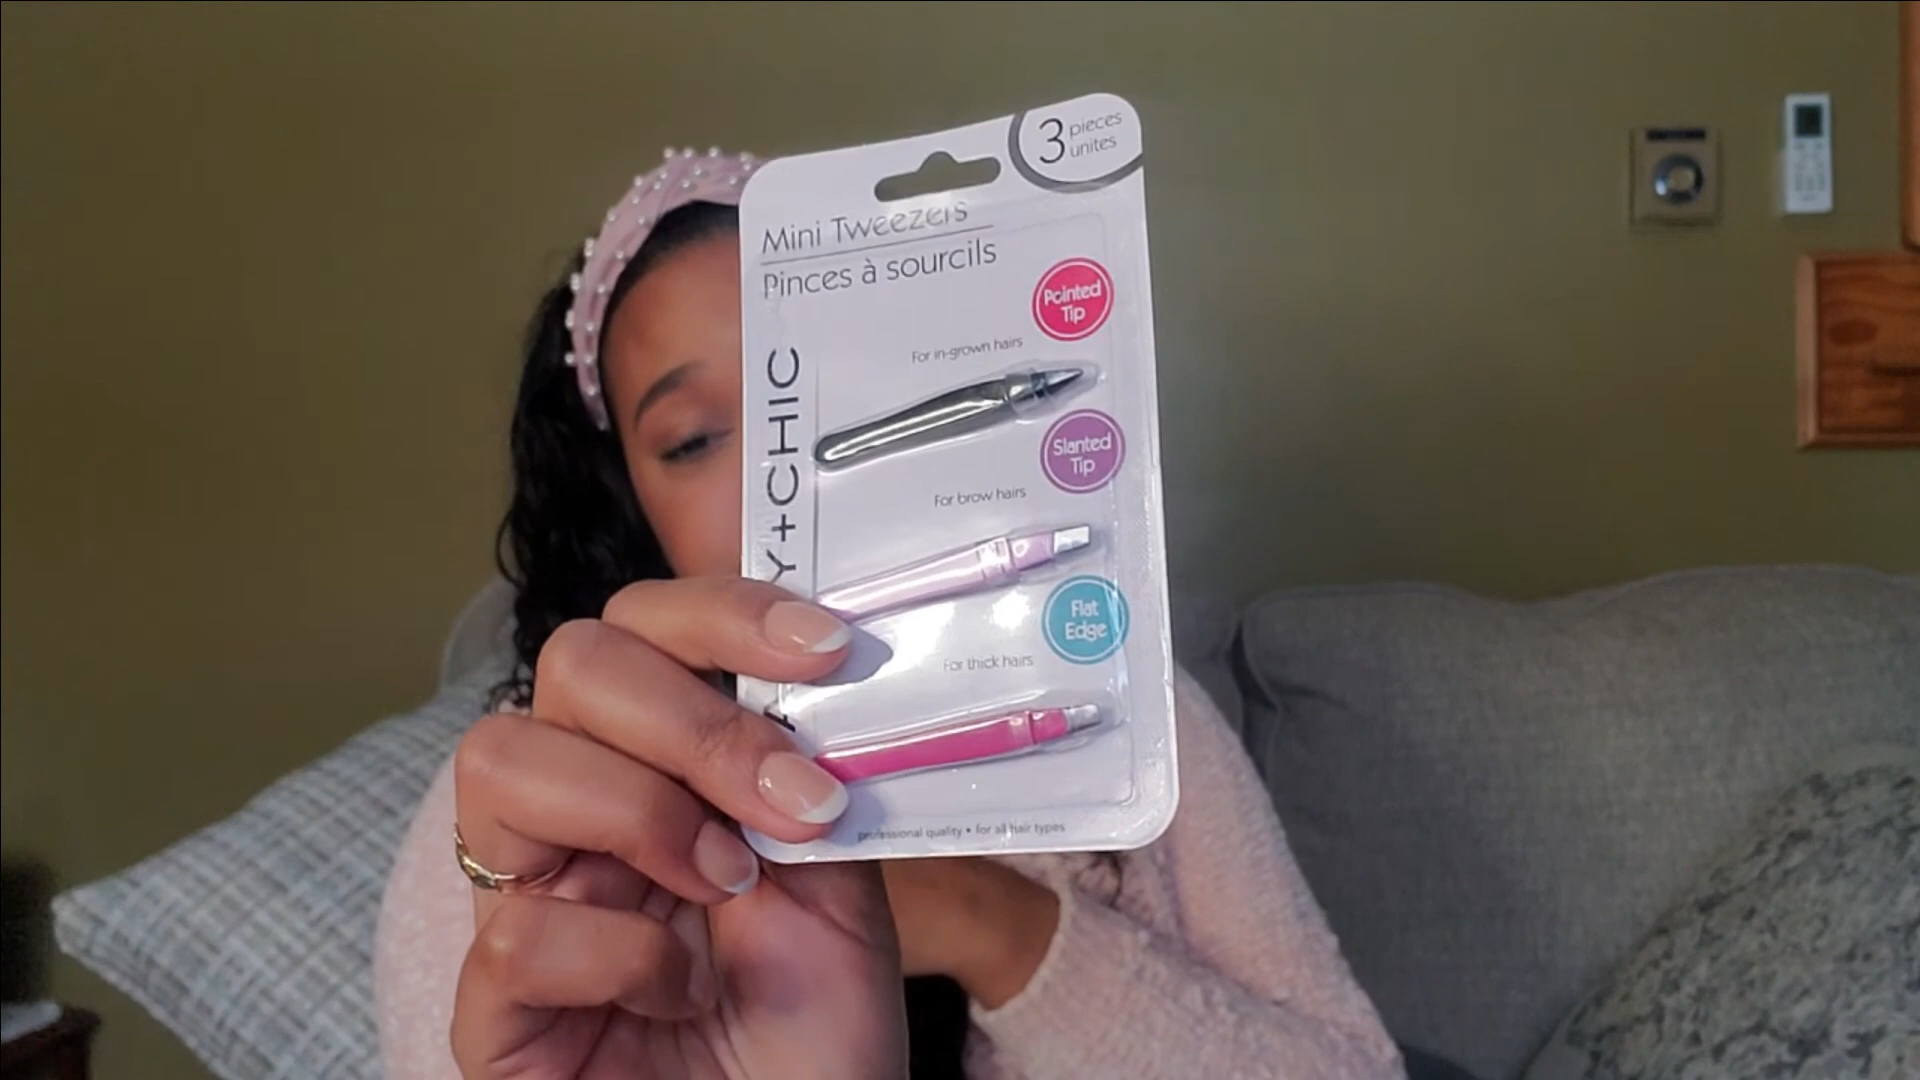 3 pieces
unites
Mini Tweezers
Pinces à sourcils
Pointed
Tip
For in-grown hairs
Y+CHIC
Slanted
Tip
For brow hairs
Flat
Edge
For thick hairs
professional quality • for all hair types